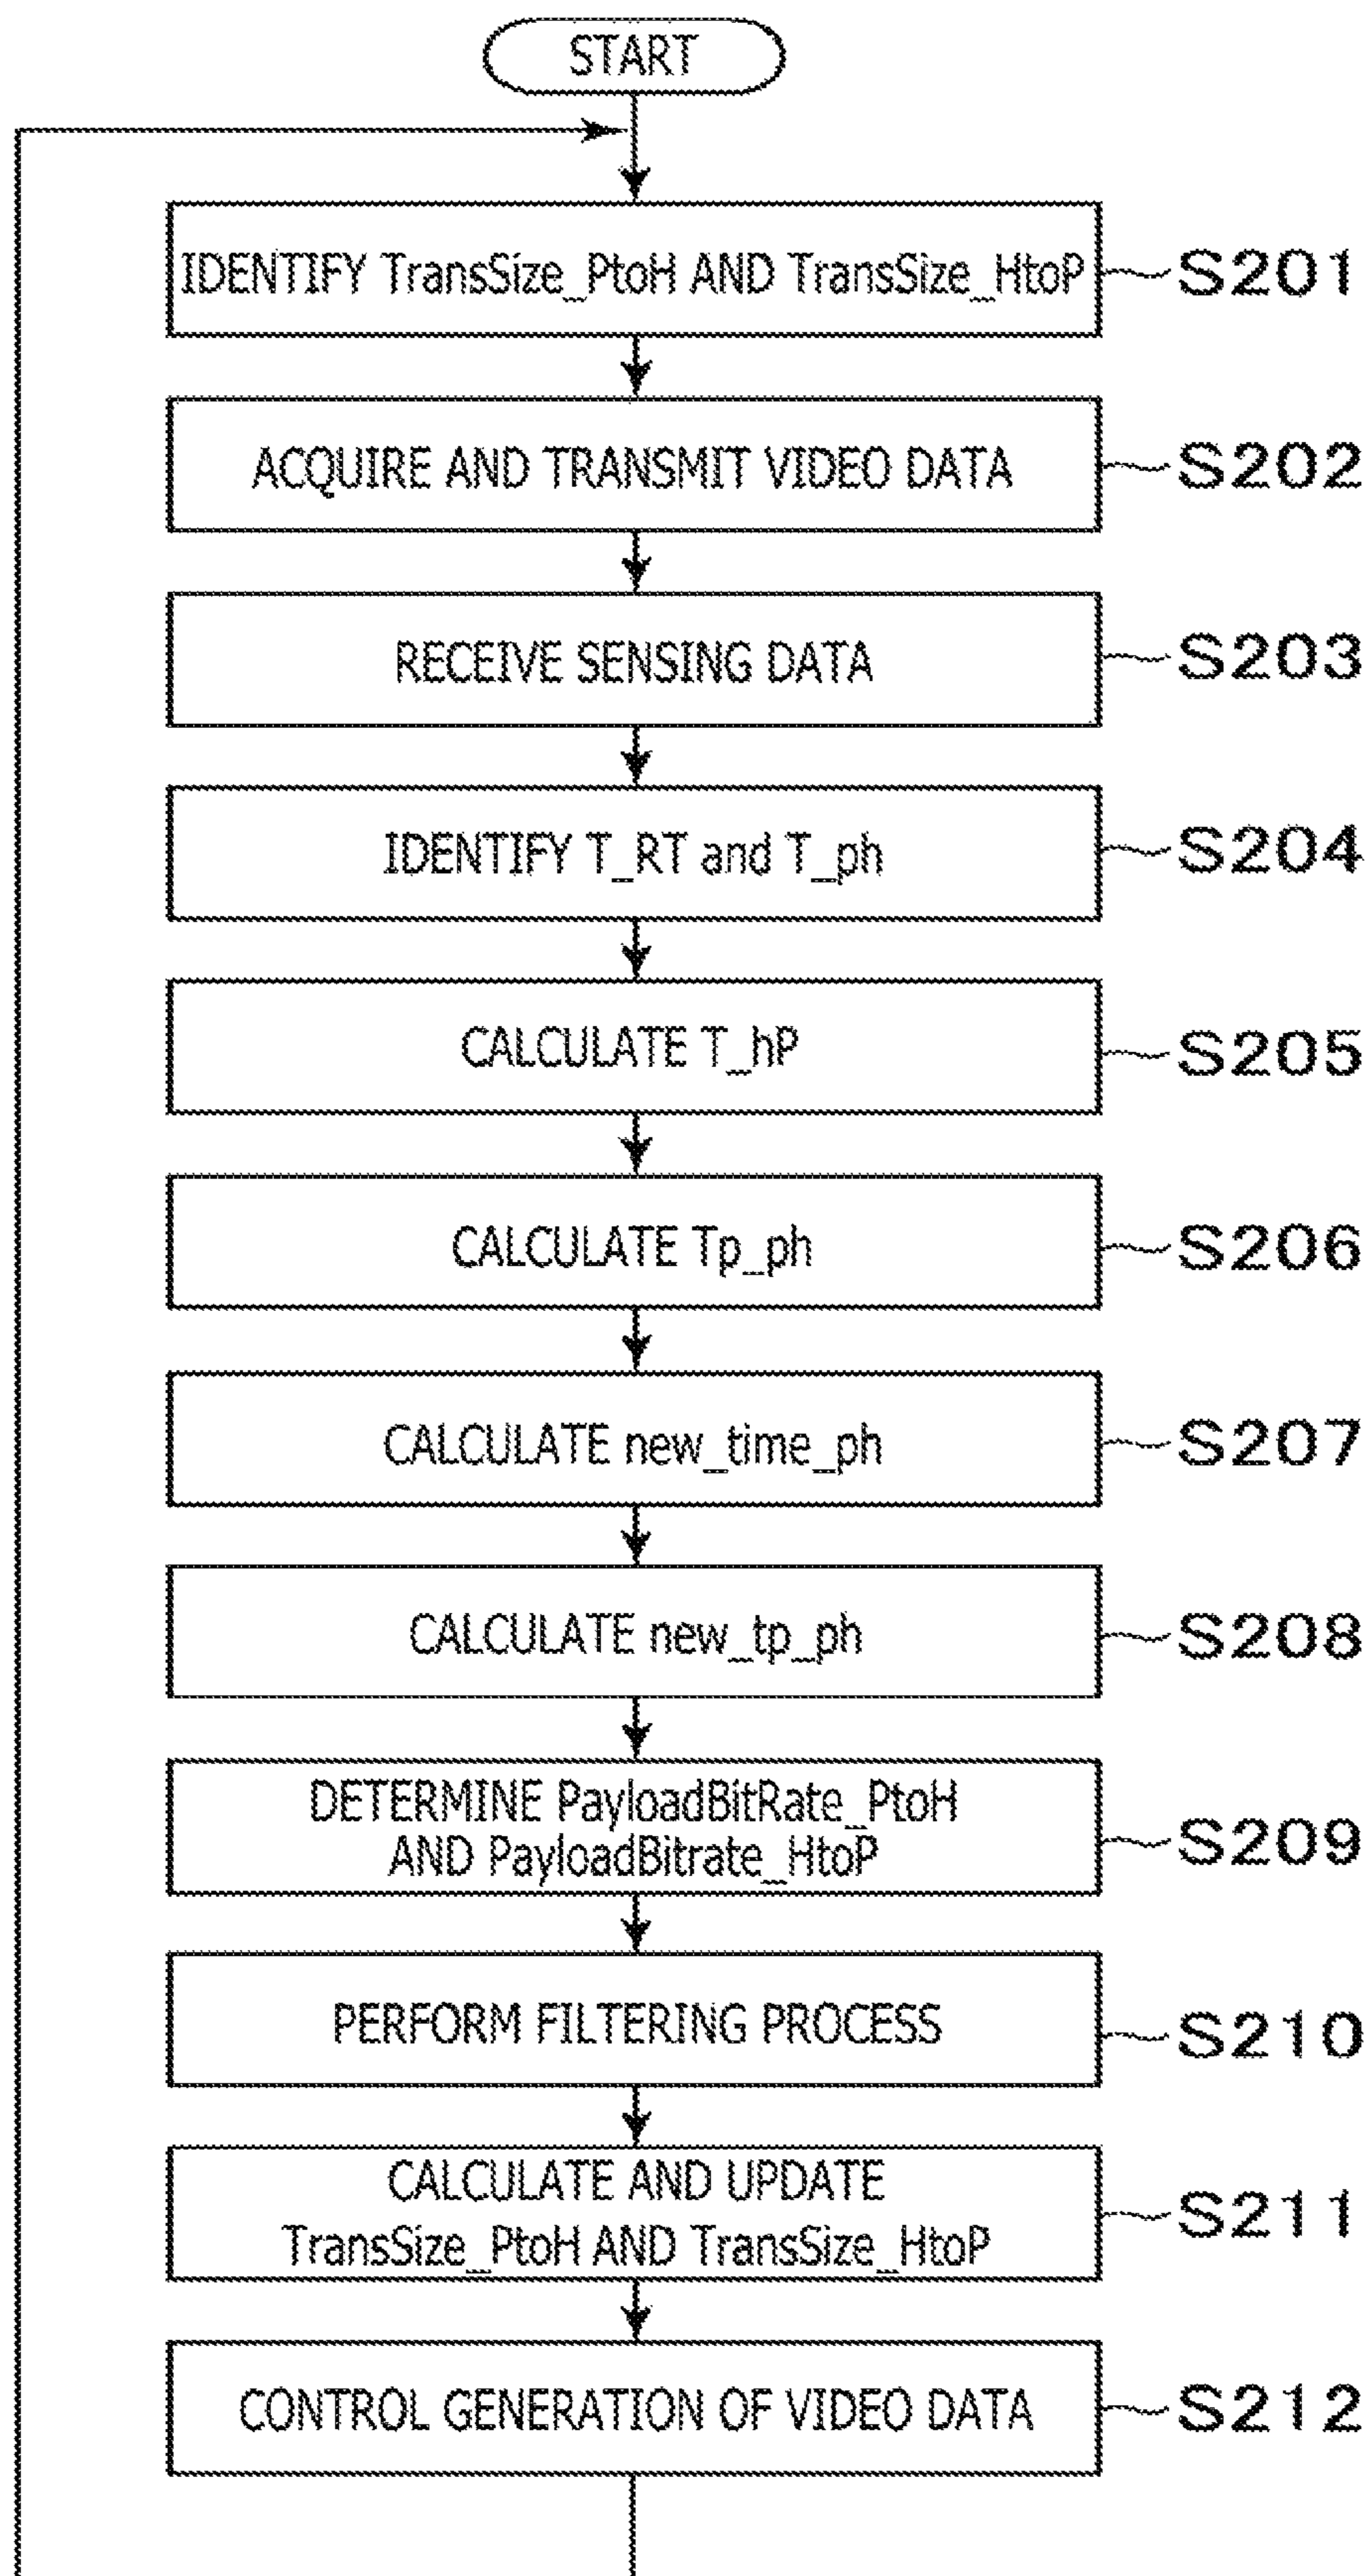 START
IDENTIFY TransSize_PtoH AND TransSize_HtoP
S201
ACQUIRE AND TRANSMIT VIDEO DATA
S202
RECEIVE SENSING DATA
S203
IDENTIFY T_RT and T_ph
S204
CALCULATE T_hP
S205
CALCULATE Tp_ph
S206
CALCULATE new_time_ph
S207
CALCULATE new_tp_ph
S208
DETERMINE PayloadBitRate_PtoH
AND PayloadBitrate_HtoP
S209
PERFORM FILTERING PROCESS
S210
CALCULATE AND UPDATE
TransSize_PtoH AND TransSize_HtoP
S211
CONTROL GENERATION OF VIDEO DATA
S212